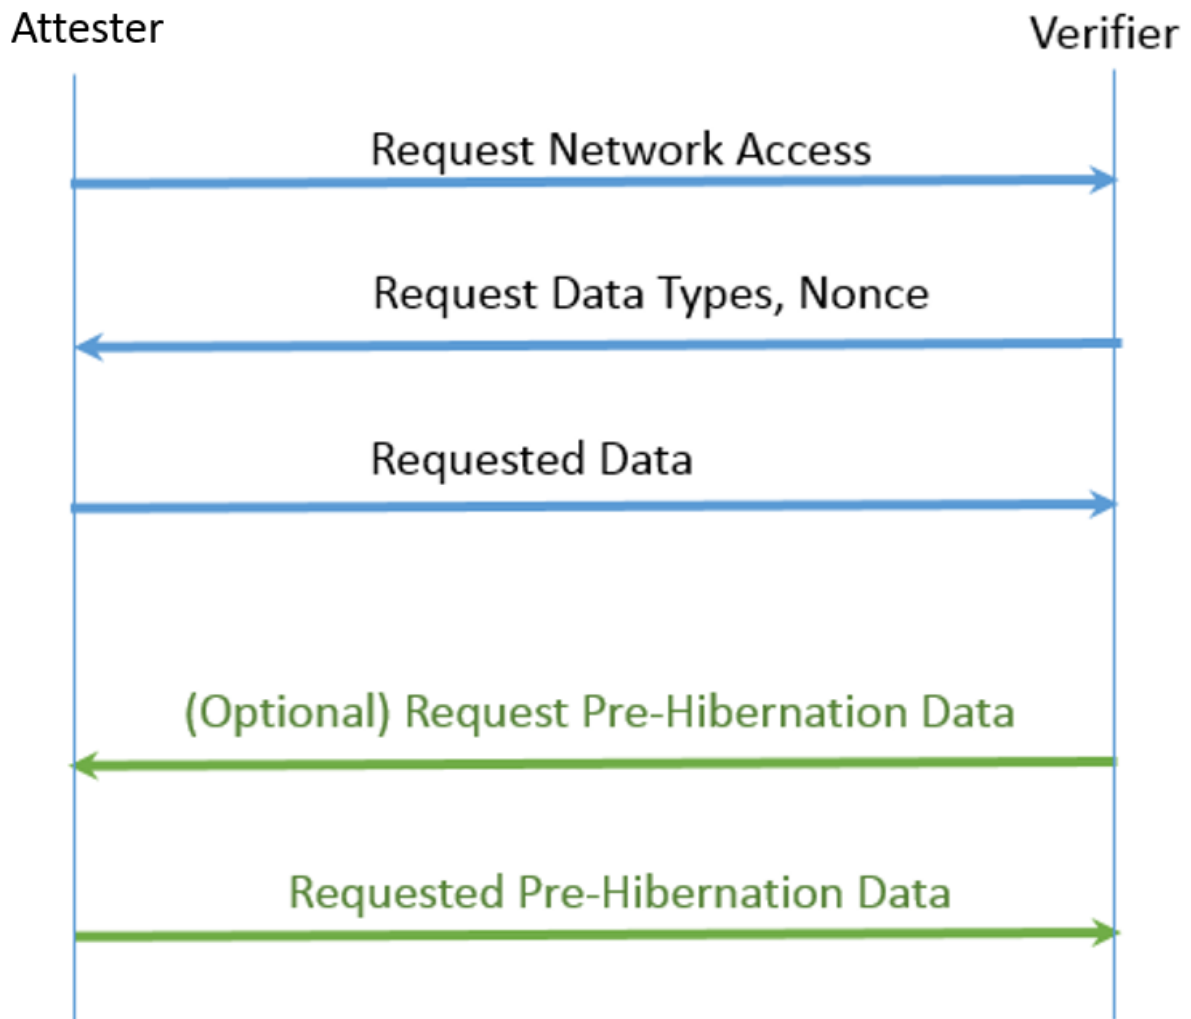 Attester
Verifier
Request Network Access
Request Data Types, Nonce
Requested Data
(Optional) Request Pre-Hibernation Data
Requested Pre-Hibernation Data